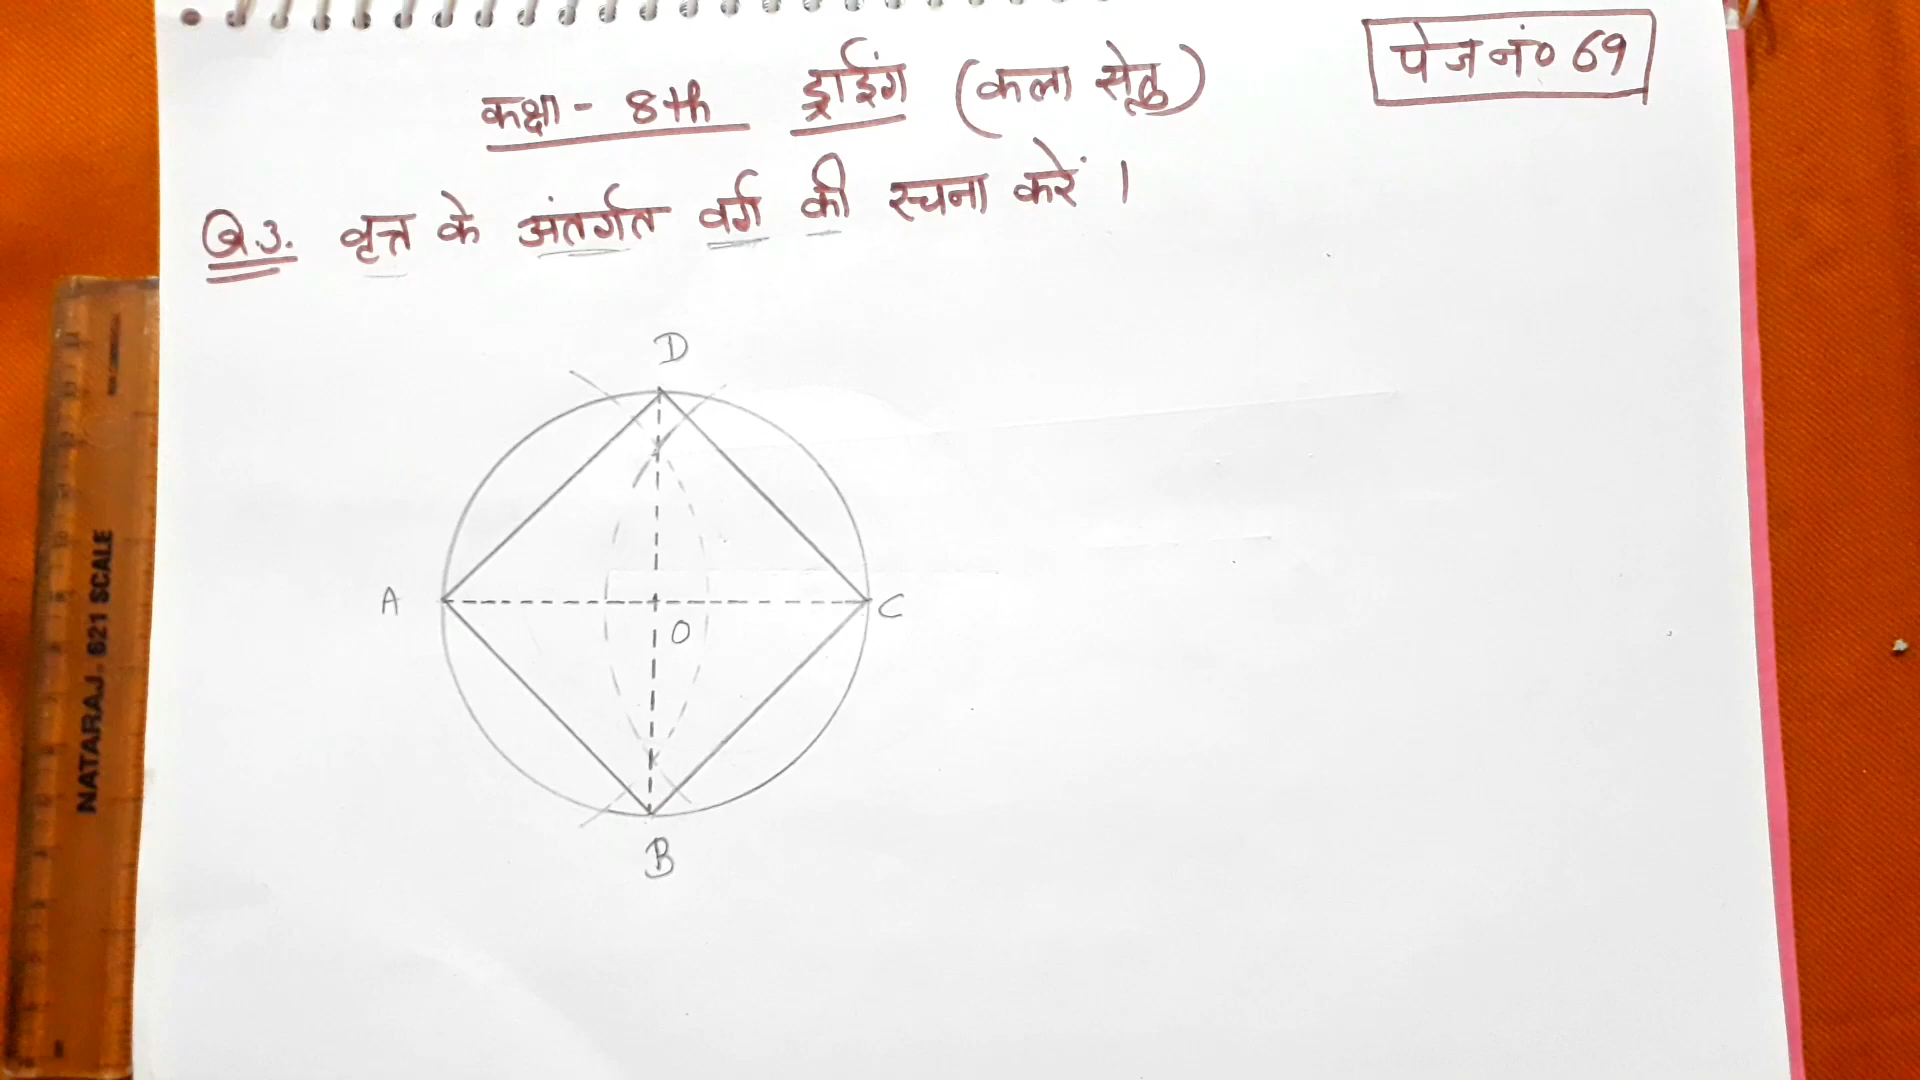 पेज नं० 69
कक्षा - 8th ड्राईंग (कला सेतू)
Q.3. वृत्त के अंतर्गत वर्ग की रचना करें ।
D
A
C
O
B
NATARAJ - 621 SCALE